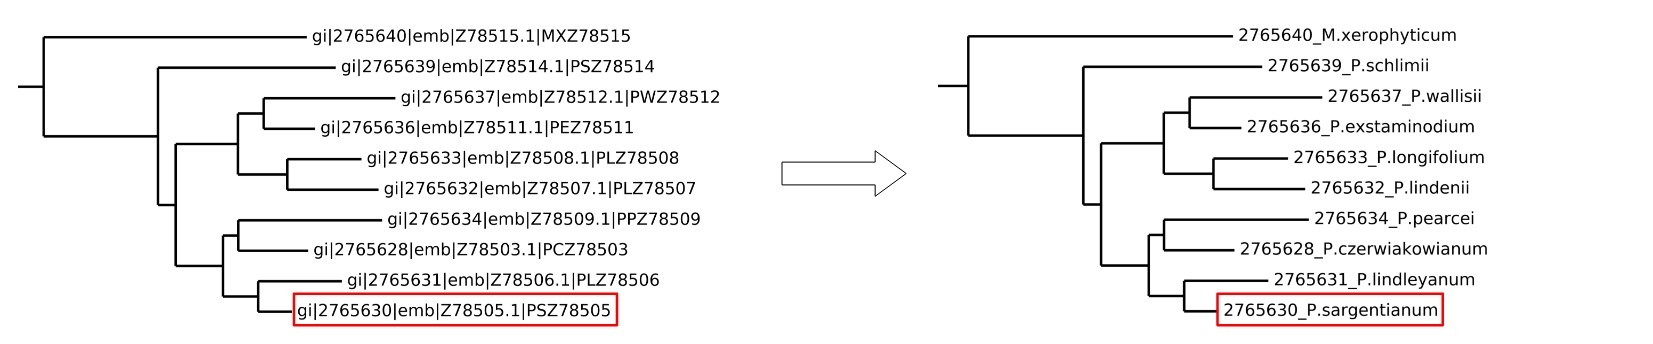 gi|2765640|emb|Z78515.1|MXZ78515
gi|2765639|emb|Z78514.1|PSZ78514
gi|2765637|emb|Z78512.1|PWZ78512
gi|2765636|emb|Z78511.1|PEZ78511
gi|2765633|emb|Z78508.1|PLZ78508
gi|2765632|emb|Z78507.1|PLZ78507
gi|2765634|emb|Z78509.1|PPZ78509
gi|2765628|emb|Z78503.1|PCZ78503
gi|2765631|emb|Z78506.1|PLZ78506
gi|2765630|emb|Z78505.1|PSZ78505
2765640_M.xerophyticum
2765639_P.schlimii
2765637_P.wallisii
2765636_P.exstaminodium
2765633_P.longifolium
2765632_P.lindenii
2765634_P.pearcei
2765628_P.czerwiakowianum
2765631_P.lindleyanum
2765630_P.sargentianum